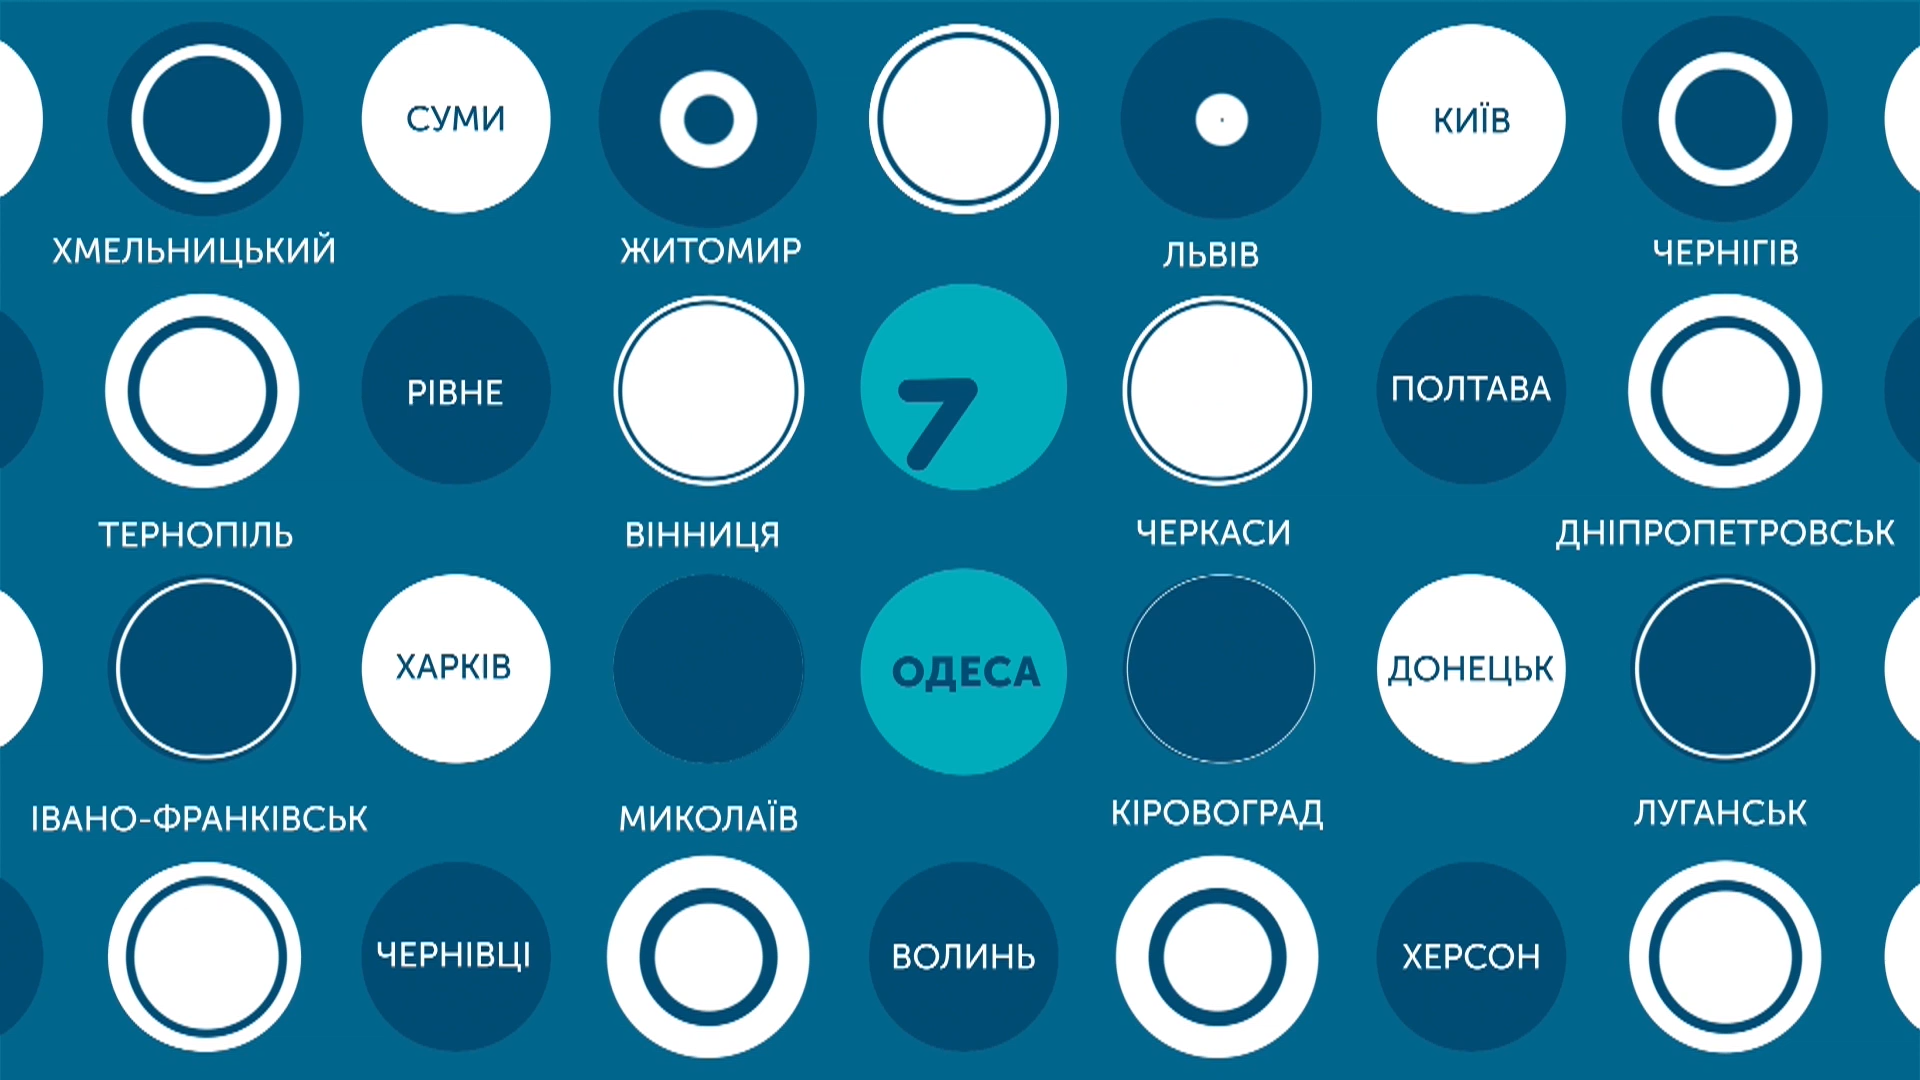 СУМИ
КИЇВ
ХМЕЛЬНИЦЬКИЙ
ЖИТОМИР
ЛЬВІВ
ЧЕРНІГІВ
РІВНЕ
7
ПОЛТАВА
ТЕРНОПІЛЬ
ВІННИЦЯ
ЧЕРКАСИ
ДНІПРОПЕТРОВСЬК
ХАРКІВ
ОДЕСА
ДОНЕЦЬК
ІВАНО-ФРАНКІВСЬК
МИКОЛАЇВ
КІРОВОГРАД
ЛУГАНСЬК
ЧЕРНІВЦІ
ВОЛИНЬ
ХЕРСОН